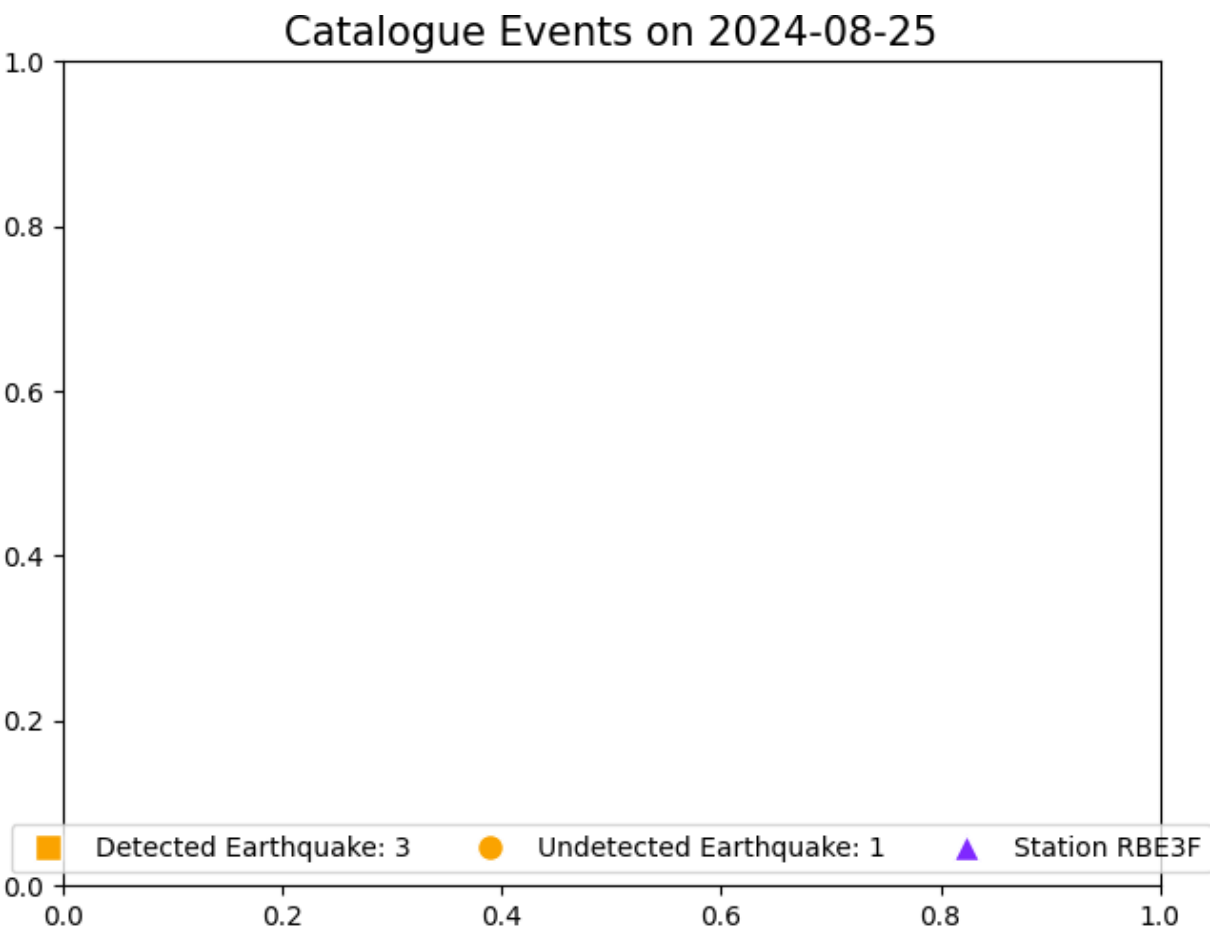 Catalogue Events on 2024-08-25
1.0
0.8
0.6
0.4
0.2
0.0
Detected Earthquake: 3 Undetected Earthquake: 1 Station RBE3F
0.0 0.2 0.4 0.6 0.8 1.0